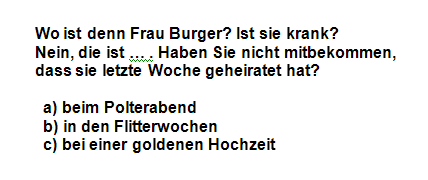 Wo ist denn Frau Burger? Ist sie krank?
Nein, die ist ... . Haben Sie nicht mitbekommen,
dass sie letzte Woche geheiratet hat?
a) beim Polterabend
b) in den Flitterwochen
c) bei einer goldenen Hochzeit